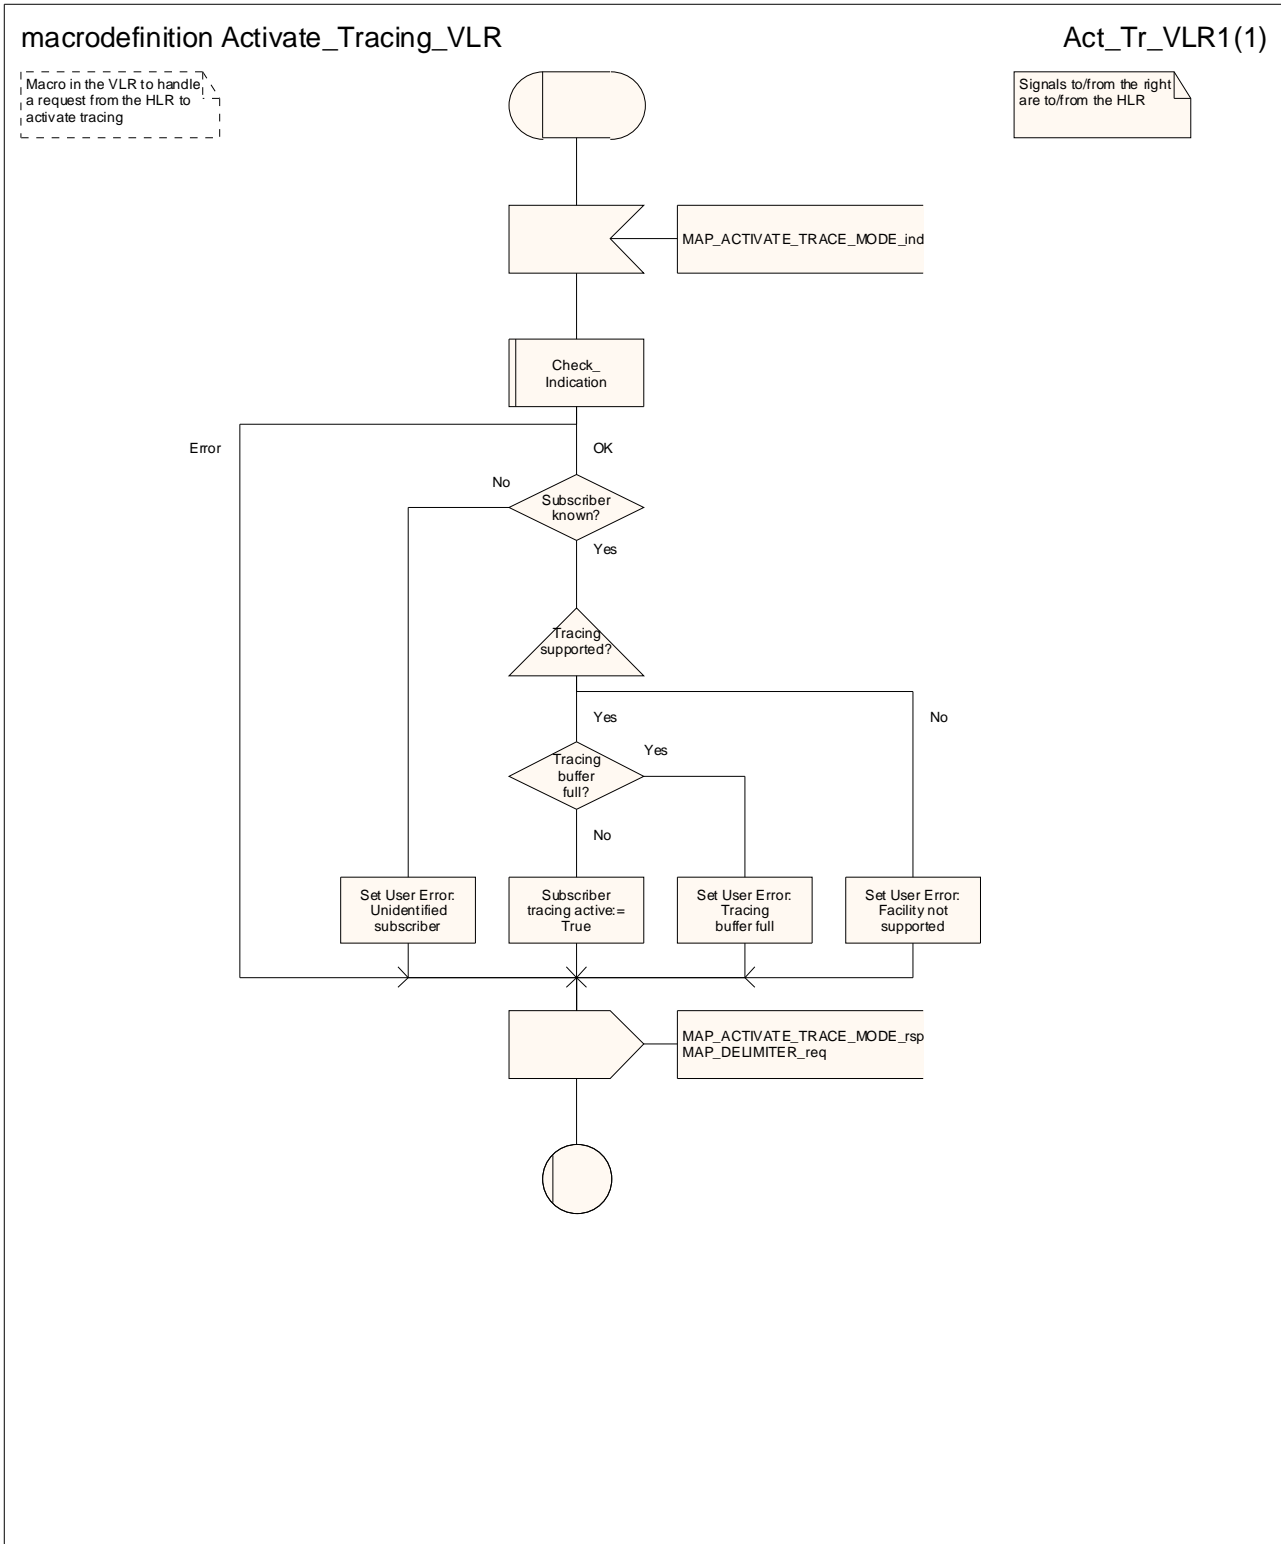 macrodefinition Activate_Tracing_VLR
Act_Tr_VLR1(1)
Macro in the VLR to handle
a request from the HLR to
activate tracing
Signals to/from the right
are to/from the HLR
MAP_ACTIVATE_TRACE_MODE_ind
Check_
Indication
Error
OK
No
Subscriber
known?
Yes
Tracing
supported?
Yes
No
Yes
Tracing
buffer
full?
No
Set User Error:
Unidentified
subscriber
Subscriber
tracing active:=
True
Set User Error:
Tracing
buffer full
Set User Error:
Facility not
supported
MAP_ACTIVATE_TRACE_MODE_rsp
MAP_DELIMITER_req